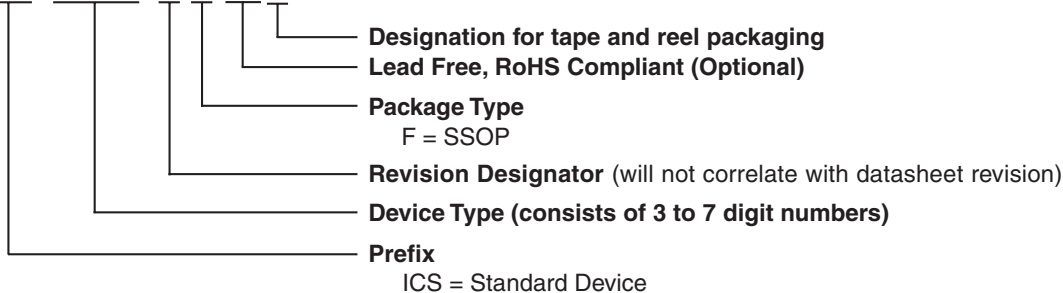 Designation for tape and reel packaging
Lead Free, RoHS Compliant (Optional)
Package Type
F = SSOP
Revision Designator (will not correlate with datasheet revision)
Device Type (consists of 3 to 7 digit numbers)
Prefix
ICS = Standard Device